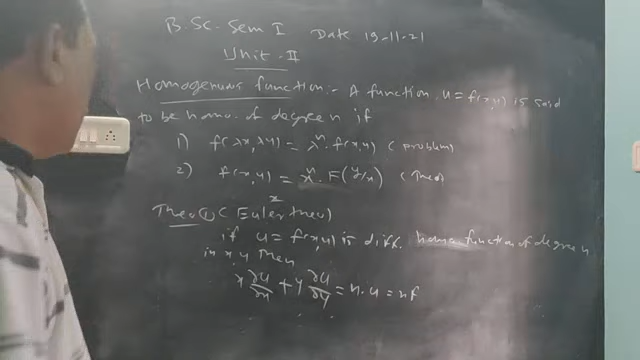 B.Sc. Sem I Date 19-11-21
Unit-II
Homogenous function:- A function u=f(x,y) is said
to be homo. of degree n if
1) f(λx,λy) = λⁿ.f(x,y) (problem)
2) f(x,y) = xⁿ.F(y/x) (Theo)
x
Theo(1) (Euler theo)
if u=f(x,y) is diff. homo. function of degree n
in x,y Then
x ∂u/∂x + y ∂u/∂y = n.u = nf